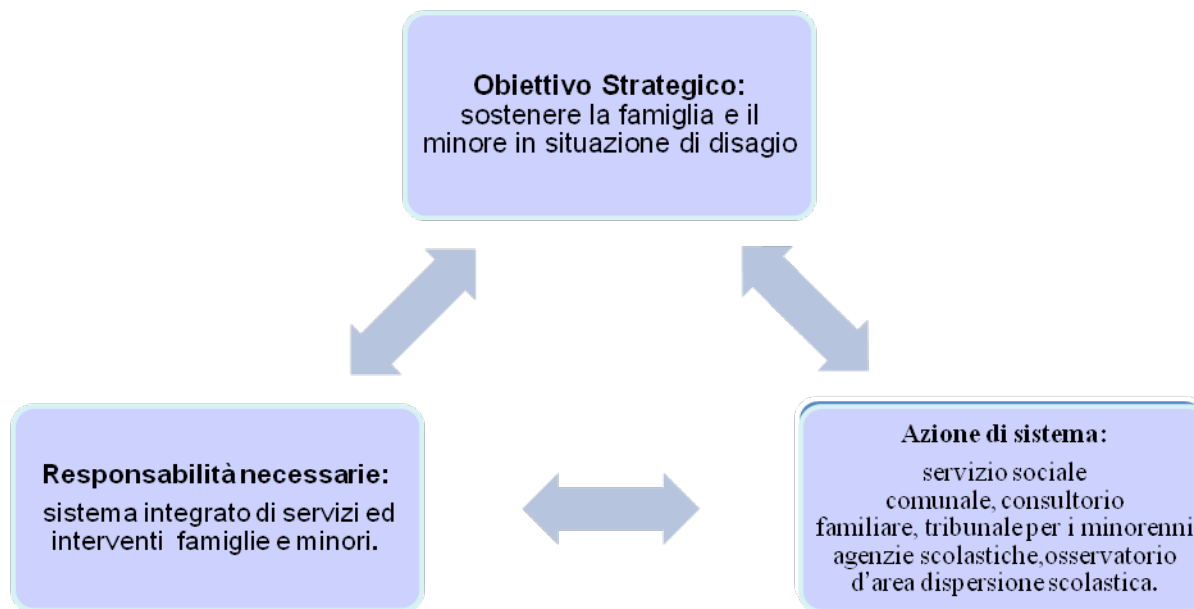 Obiettivo Strategico:
sostenere la famiglia e il
minore in situazione di disagio
Responsabilità necessarie:
sistema integrato di servizi ed
interventi famiglie e minori.
Azione di sistema:
servizio sociale
comunale, consultorio
familiare, tribunale per i minorenni
agenzie scolastiche,osservatorio
d'area dispersione scolastica.